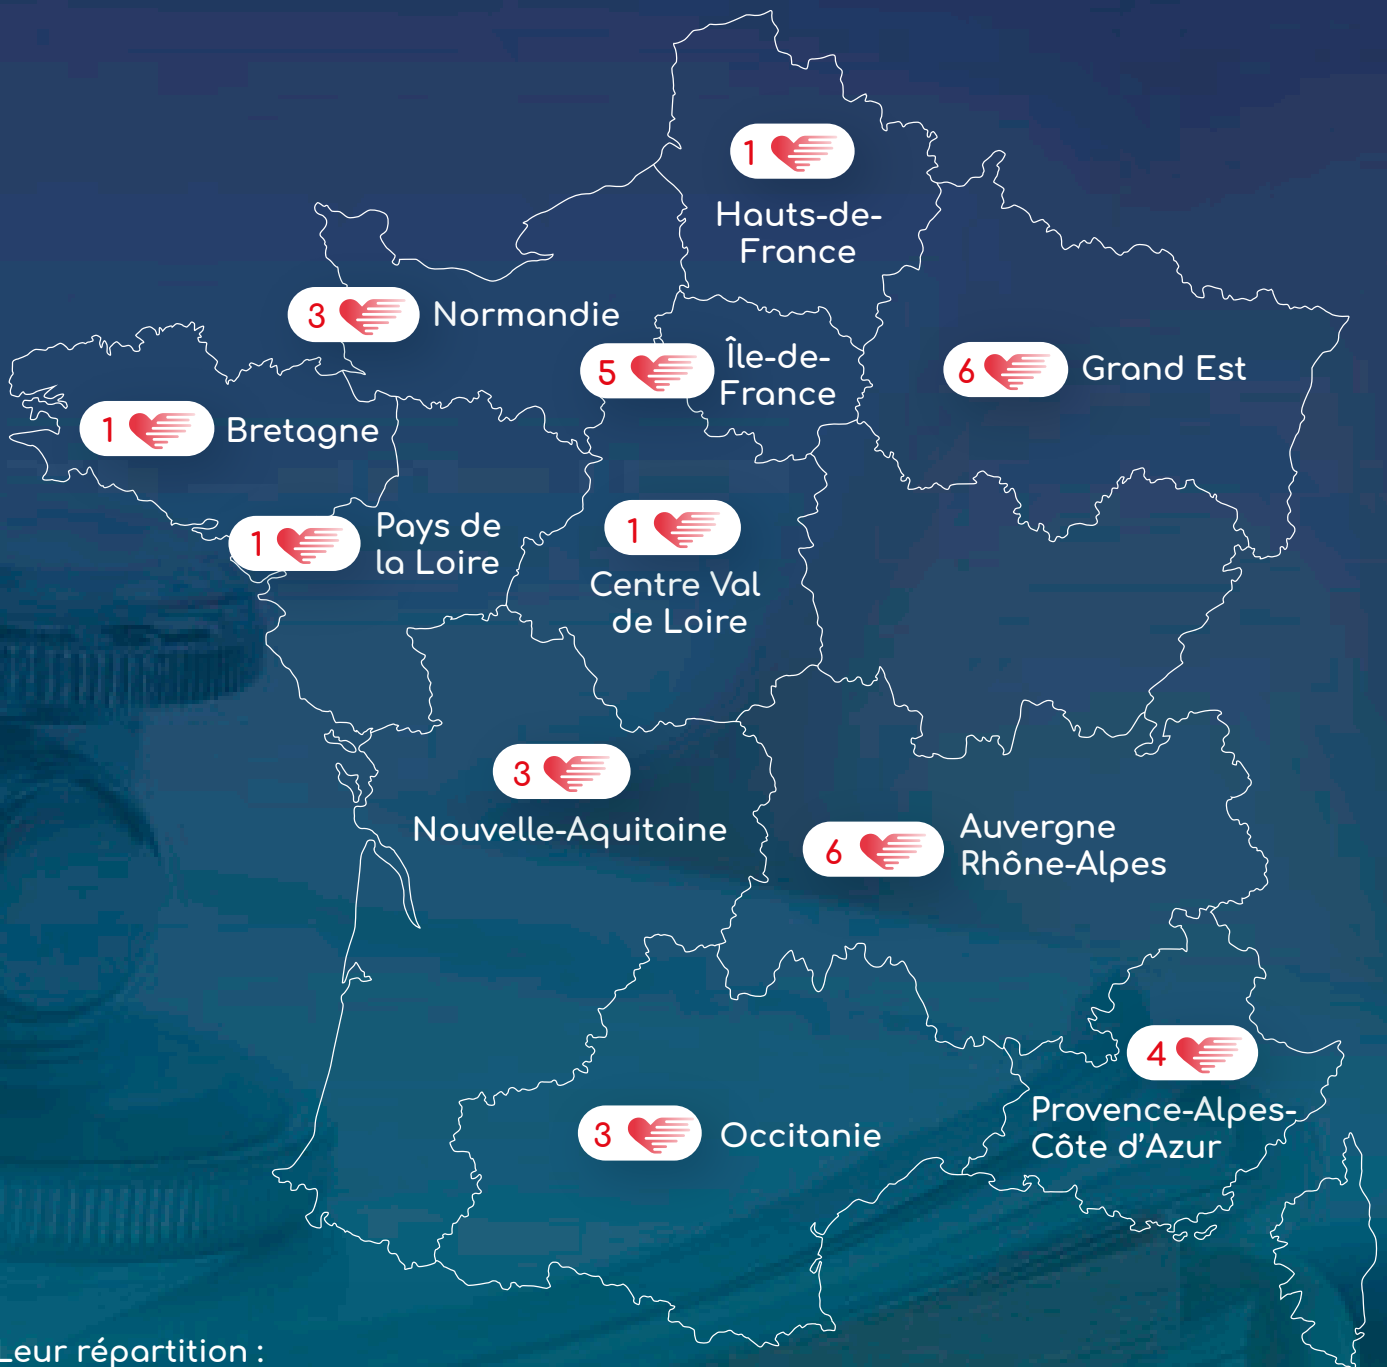 1
Hauts-de-
France
3
Normandie
5
Île-de-
France
6
Grand Est
1
Bretagne
1
Pays de
la Loire
1
Centre Val
de Loire
3
Nouvelle-Aquitaine
6
Auvergne
Rhône-Alpes
4
Provence-Alpes-
Côte d'Azur
3
Occitanie
Leur répartition :